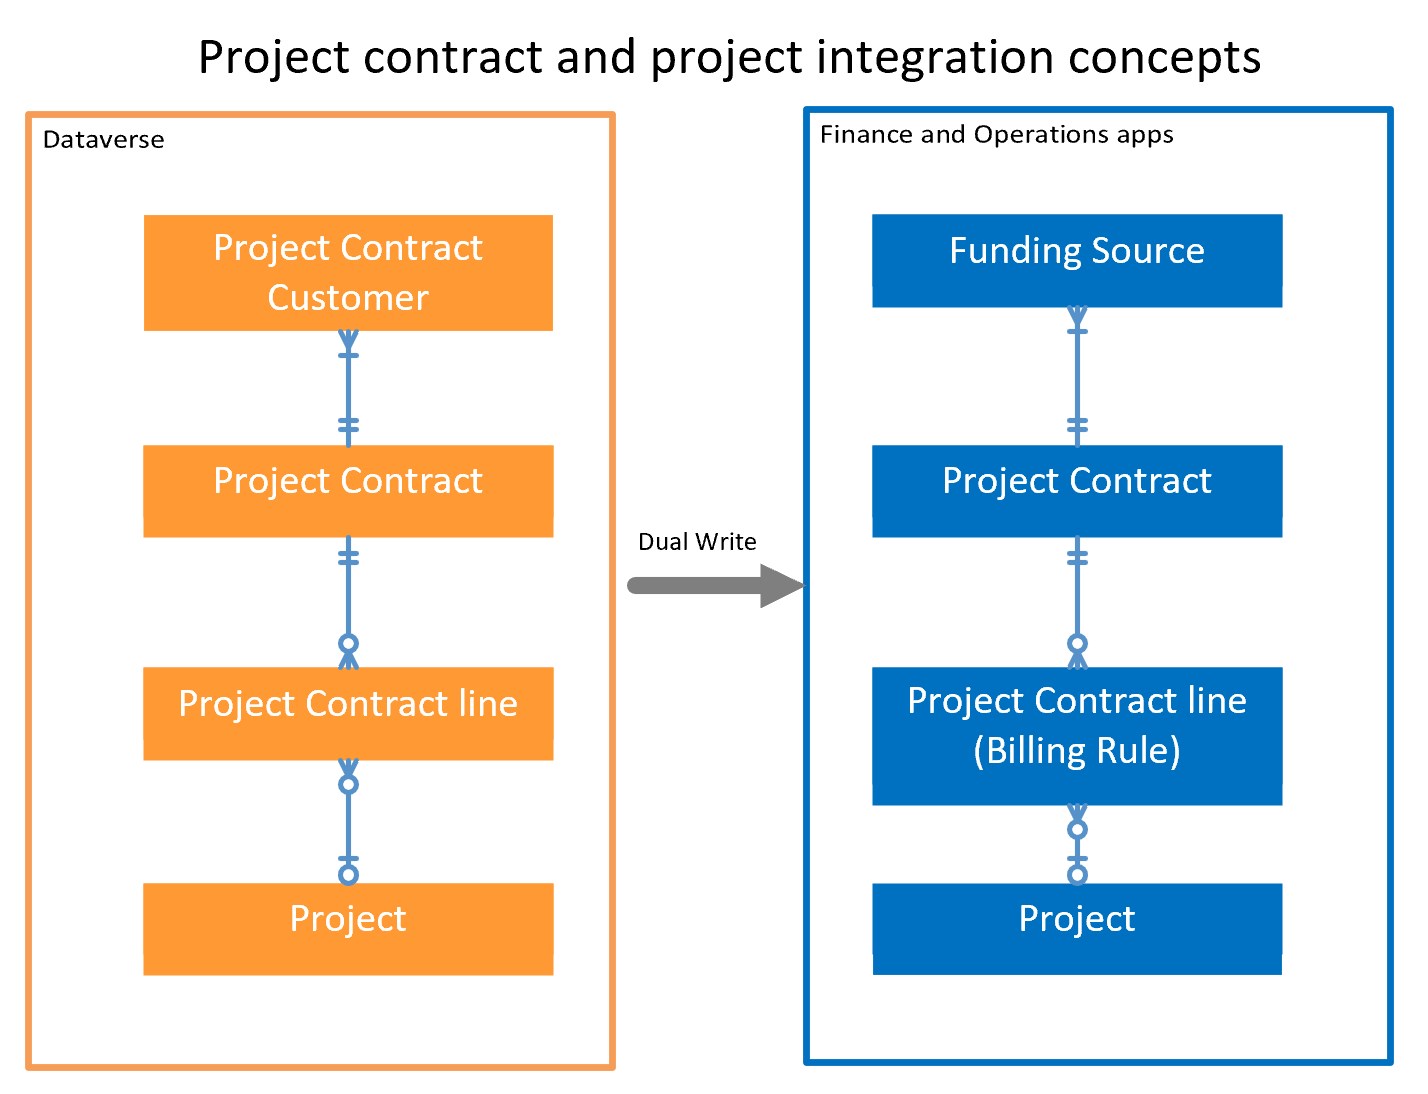 Project contract and project integration concepts
Dataverse
Project Contract
Customer
Project Contract
Project Contract line
Project
Dual Write
Finance and Operations apps
Funding Source
Project Contract
Project Contract line
(Billing Rule)
Project